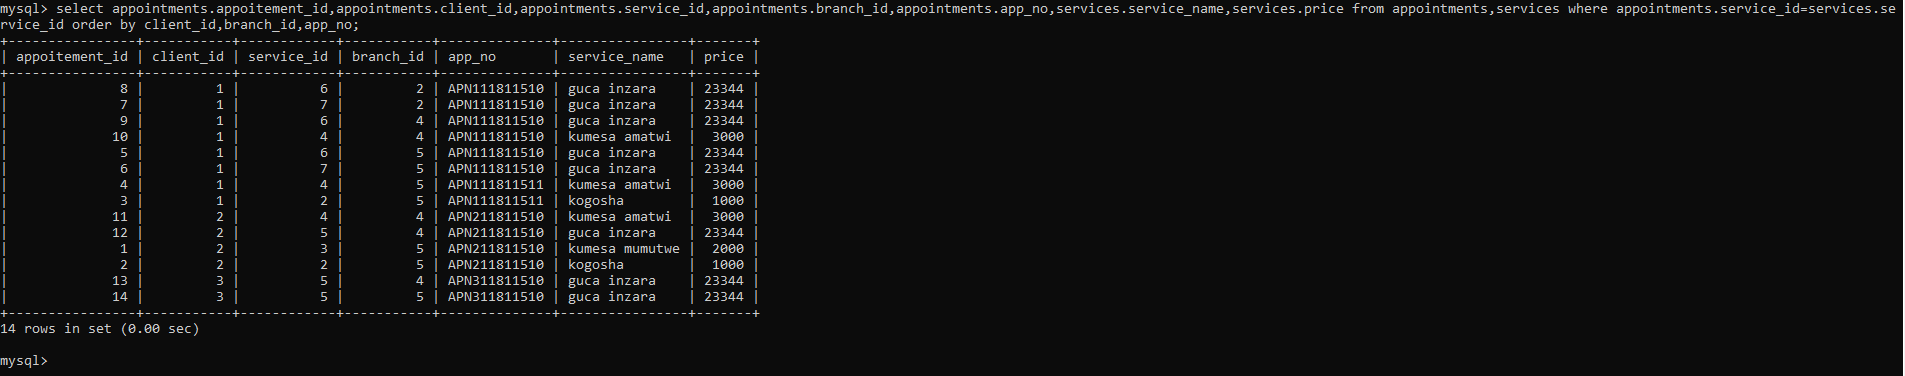 mysql> select appointments.appoitement_id,appointments.client_id,appointments.service_id,appointments.branch_id,appointments.app_no,services.service_name,services.price from appointments,services where appointments.service_id=services.se
rvice_id order by client_id,branch_id,app_no;
+----------------+-----------+------------+-----------+--------------+----------------+-------+
| appoitement_id | client_id | service_id | branch_id | app_no       | service_name   | price |
+----------------+-----------+------------+-----------+--------------+----------------+-------+
|              8 |         1 |          6 |         2 | APN111811510 | guca inzara    | 23344 |
|              7 |         1 |          7 |         2 | APN111811510 | guca inzara    | 23344 |
|              9 |         1 |          6 |         4 | APN111811510 | guca inzara    | 23344 |
|             10 |         1 |          4 |         4 | APN111811510 | kumesa amatwi  |  3000 |
|              5 |         1 |          6 |         5 | APN111811510 | guca inzara    | 23344 |
|              6 |         1 |          7 |         5 | APN111811510 | guca inzara    | 23344 |
|              4 |         1 |          4 |         5 | APN111811511 | kumesa amatwi  |  3000 |
|              3 |         1 |          2 |         5 | APN111811511 | kogosha        |  1000 |
|             11 |         2 |          4 |         4 | APN211811510 | kumesa amatwi  |  3000 |
|             12 |         2 |          5 |         4 | APN211811510 | guca inzara    | 23344 |
|              1 |         2 |          3 |         5 | APN211811510 | kumesa mumutwe |  2000 |
|              2 |         2 |          2 |         5 | APN211811510 | kogosha        |  1000 |
|             13 |         3 |          5 |         4 | APN311811510 | guca inzara    | 23344 |
|             14 |         3 |          5 |         5 | APN311811510 | guca inzara    | 23344 |
+----------------+-----------+------------+-----------+--------------+----------------+-------+
14 rows in set (0.00 sec)
mysql>